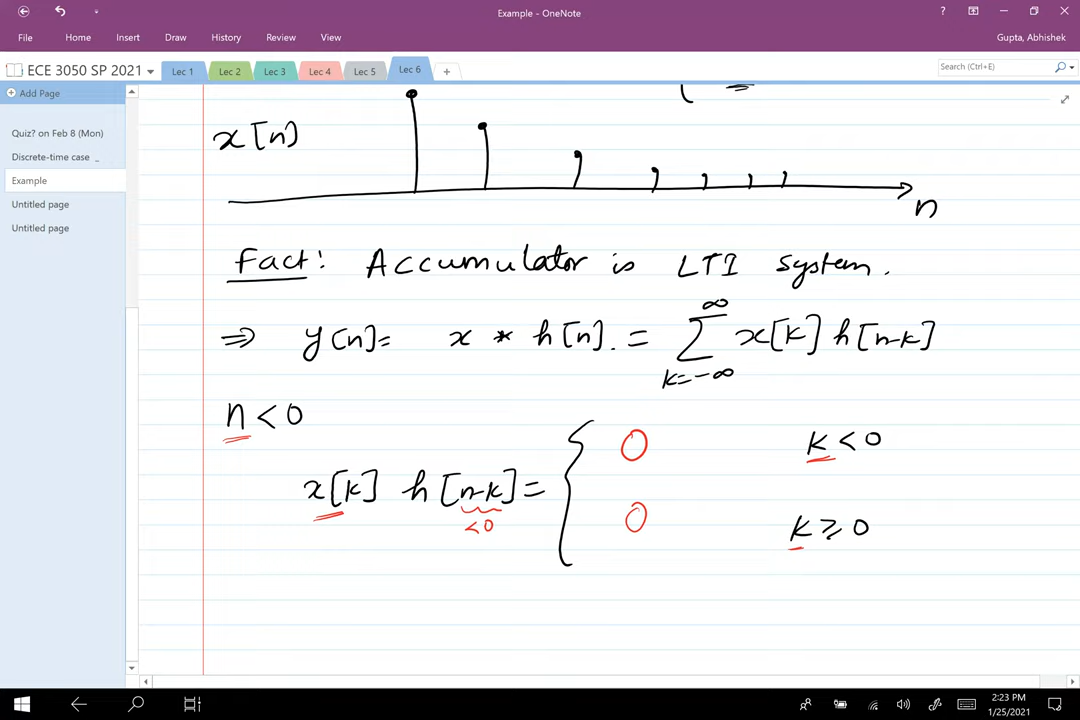 Example - OneNote
?
File Home Insert Draw History Review View
Gupta, Abhishek
ECE 3050 SP 2021
Lec 1 Lec 2 Lec 3 Lec 4 Lec 5 Lec 6 +
Search (Ctrl+E)
Add Page
Quiz? on Feb 8 (Mon)
Discrete-time case _
Example
Untitled page
Untitled page
x[n]
n
Fact! Accumulator is LTI system.
⇒ y[n]= x * h[n]. = ∑ x[k] h[n-k]
∞
k=-∞
n < 0
x[k] h[n-k] = {
<0
0 k < 0
0 k ≥ 0
2:23 PM
1/25/2021